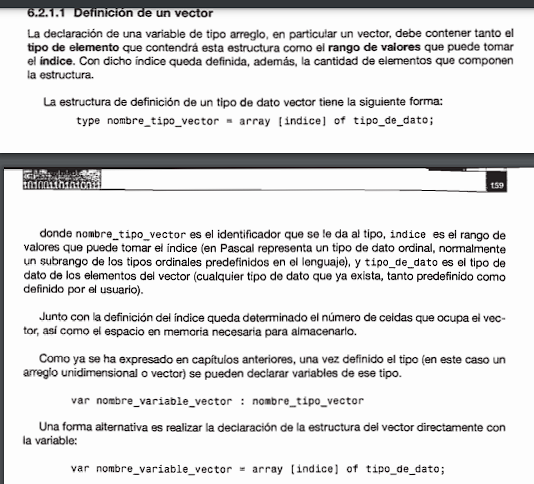 6.2.1.1 Definición de un vector
La declaración de una variable de tipo arreglo, en particular un vector, debe contener tanto el
tipo de elemento que contendrá esta estructura como el rango de valores que puede tomar
el índice. Con dicho índice queda definida, además, la cantidad de elementos que componen
la estructura.
La estructura de definición de un tipo de dato vector tiene la siguiente forma:
type nombre_tipo_vector = array [indice] of tipo_de_dato;
159
donde nombre_tipo_vector es el identificador que se le da al tipo, indice es el rango de
valores que puede tomar el índice (en Pascal representa un tipo de dato ordinal, normalmente
un subrango de los tipos ordinales predefinidos en el lenguaje), y tipo_de_dato es el tipo de
dato de los elementos del vector (cualquier tipo de dato que ya exista, tanto predefinido como
definido por el usuario).
Junto con la definición del índice queda determinado el número de celdas que ocupa el vec-
tor, así como el espacio en memoria necesaria para almacenarlo.
Como ya se ha expresado en capítulos anteriores, una vez definido el tipo (en este caso un
arreglo unidimensional o vector) se pueden declarar variables de ese tipo.
var nombre_variable_vector : nombre_tipo_vector
Una forma alternativa es realizar la declaración de la estructura del vector directamente con
la variable:
var nombre_variable_vector = array [indice] of tipo_de_dato;